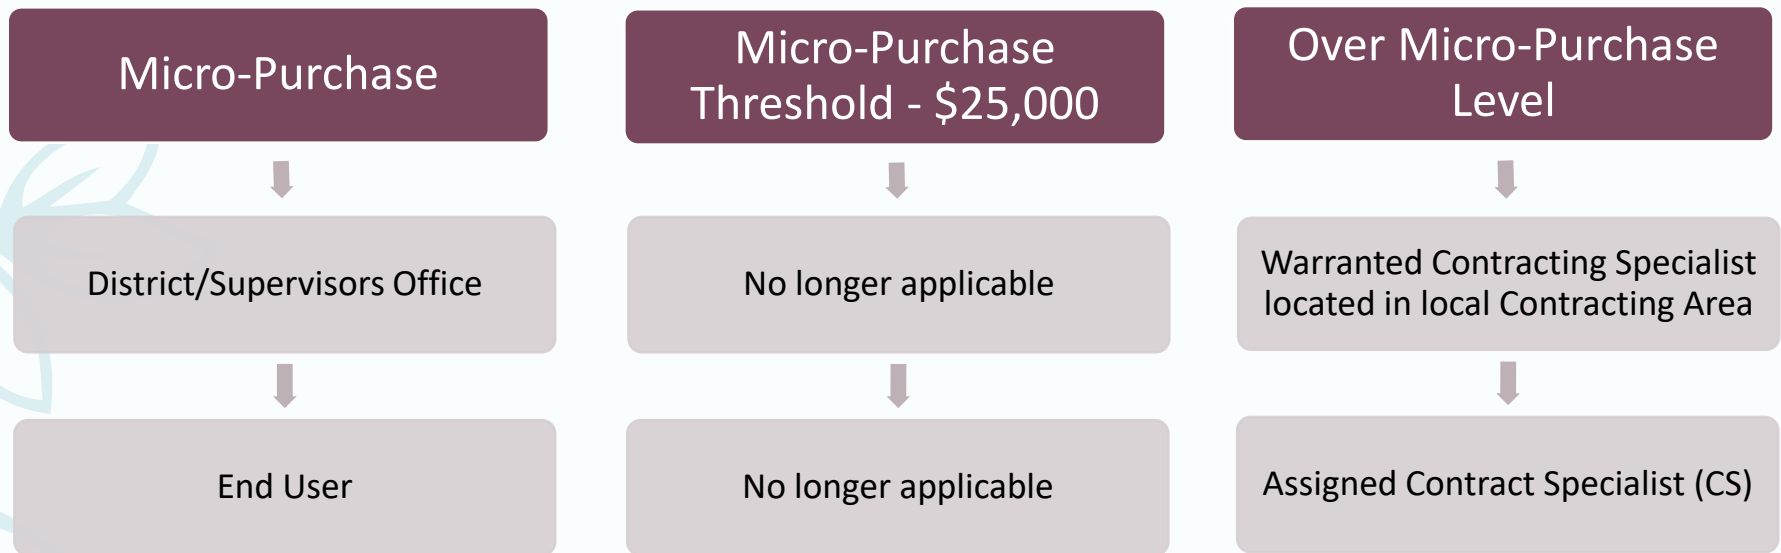 Micro-Purchase
District/Supervisors Office
End User
Micro-Purchase
Threshold - $25,000
No longer applicable
No longer applicable
Over Micro-Purchase
Level
Warranted Contracting Specialist
located in local Contracting Area
Assigned Contract Specialist (CS)